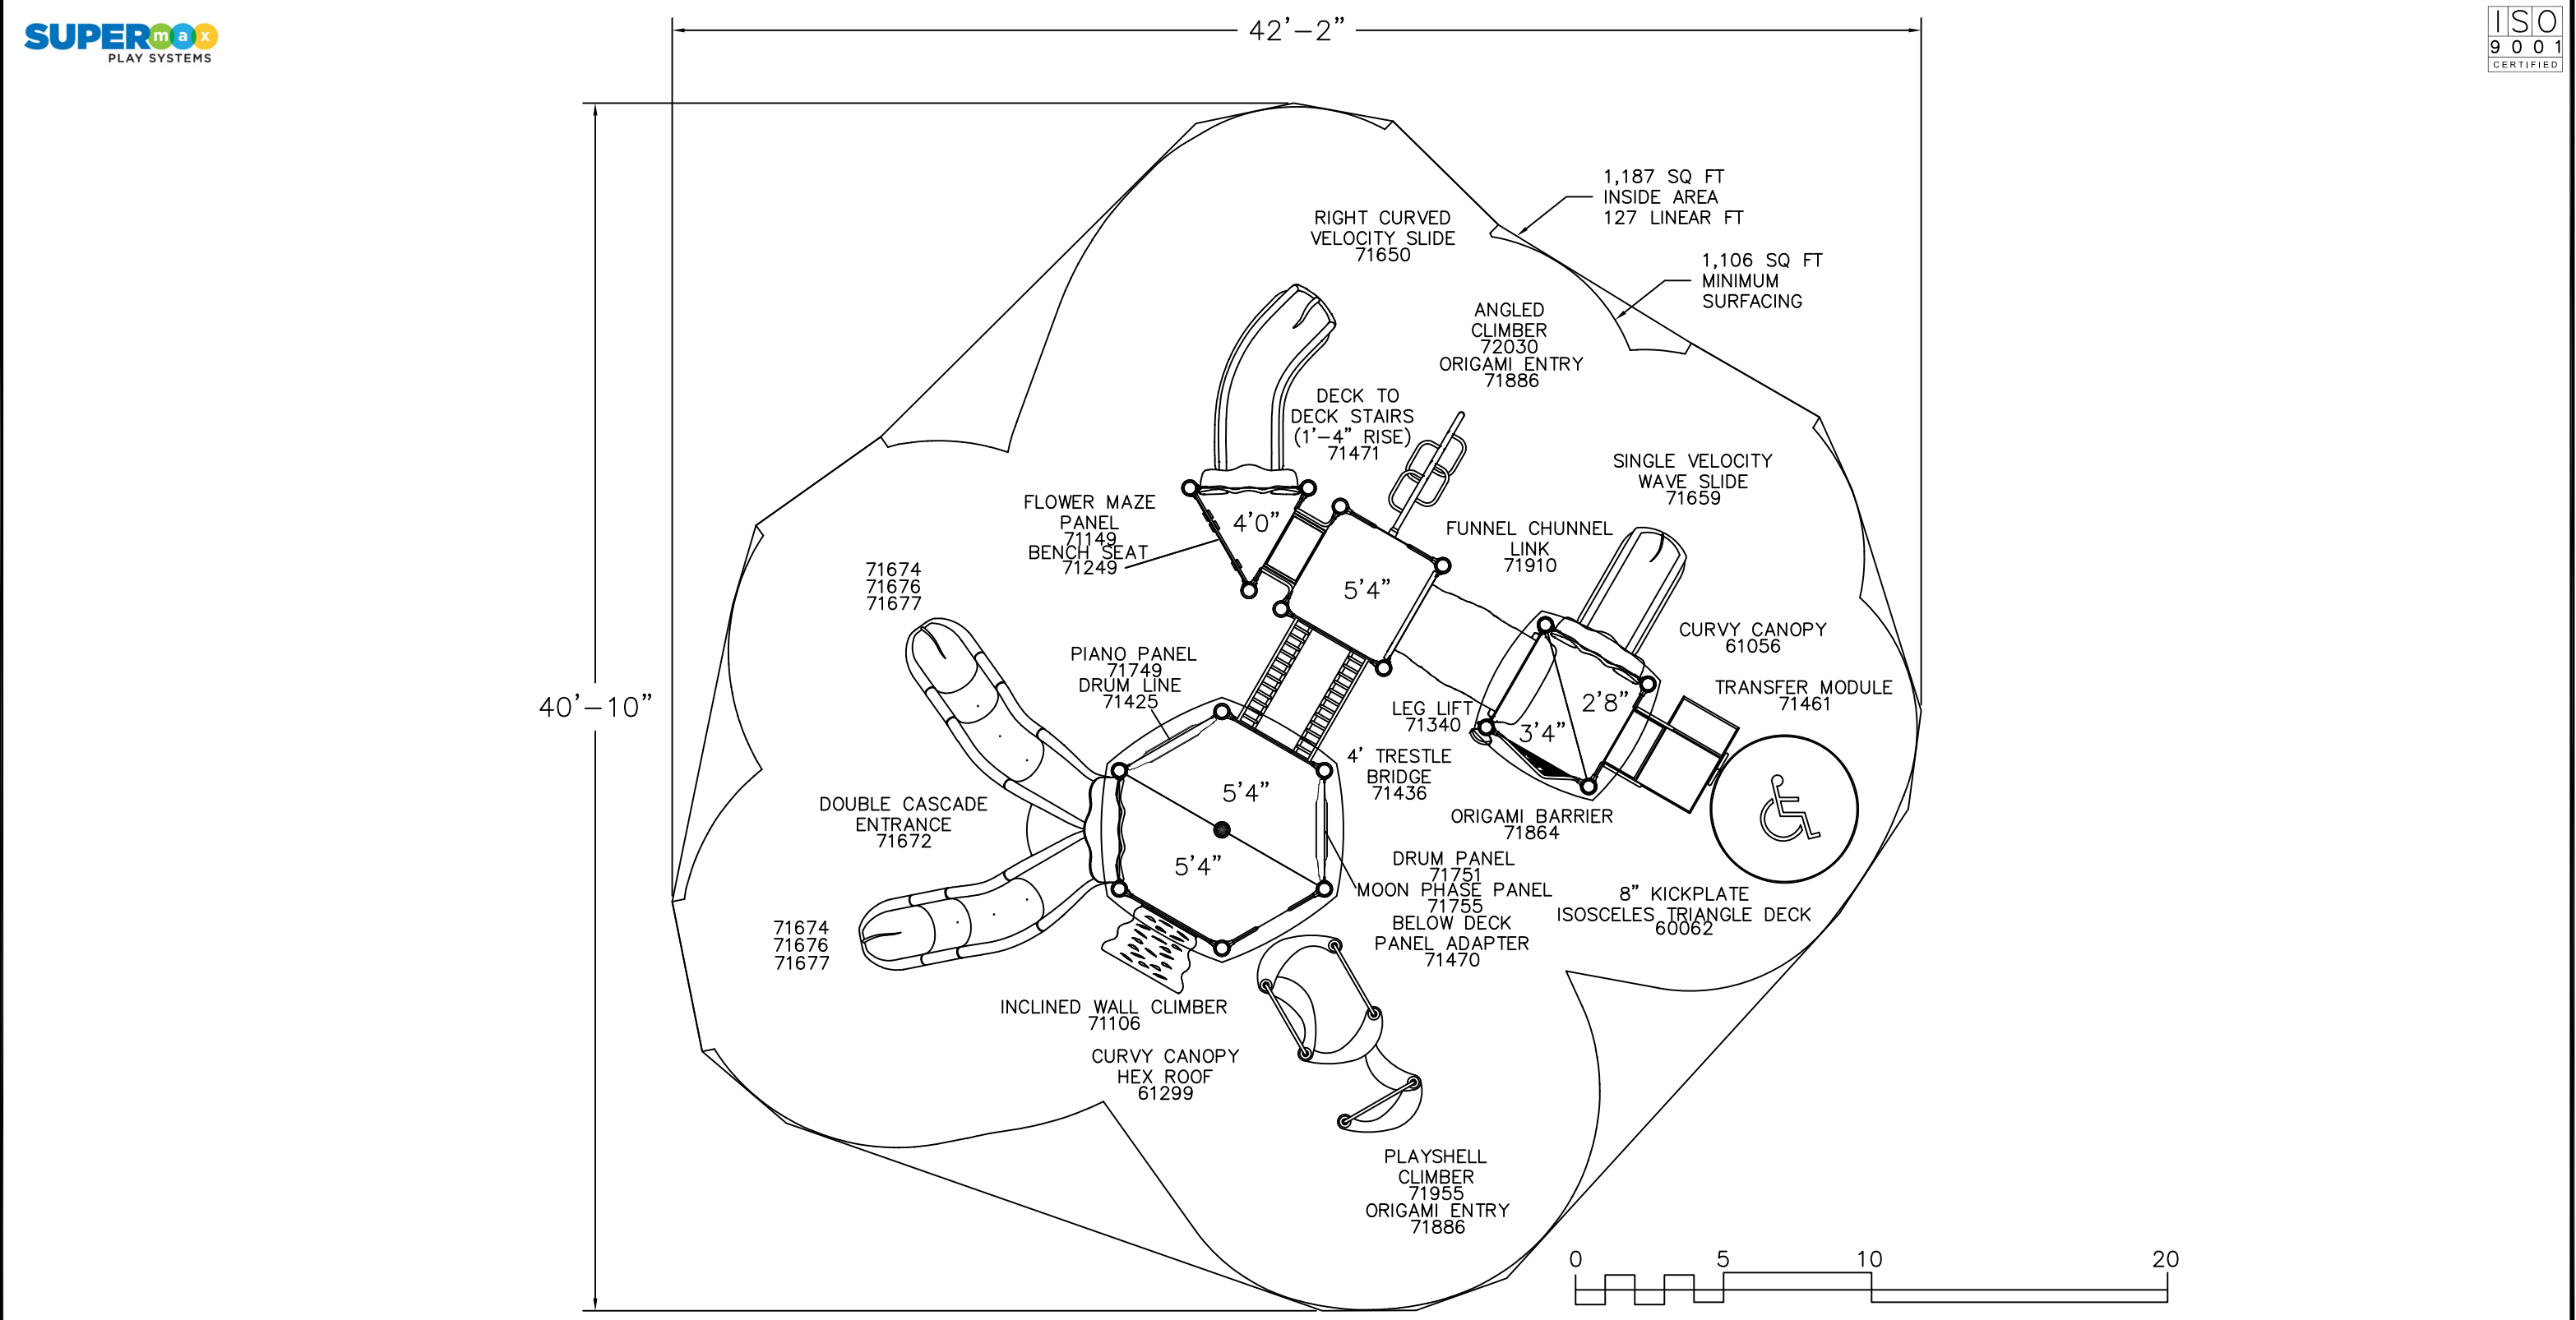 SUPERmax
PLAY SYSTEMS
42'-2"
ISO
9001
CERTIFIED
1,187 SQ FT
INSIDE AREA
127 LINEAR FT
1,106 SQ FT
MINIMUM
SURFACING
RIGHT CURVED
VELOCITY SLIDE
71650
ANGLED
CLIMBER
72030
ORIGAMI ENTRY
71886
DECK TO
DECK STAIRS
(1'-4" RISE)
71471
SINGLE VELOCITY
WAVE SLIDE
71659
FLOWER MAZE
PANEL
71149
BENCH SEAT
71249
4'0"
FUNNEL CHUNNEL
LINK
71910
5'4"
71674
71676
71677
CURVY CANOPY
61056
PIANO PANEL
71749
DRUM LINE
71425
40'-10"
TRANSFER MODULE
71461
LEG LIFT
71340
2'8"
3'4"
4' TRESTLE
BRIDGE
71436
5'4"
DOUBLE CASCADE
ENTRANCE
71672
ORIGAMI BARRIER
71864
5'4"
DRUM PANEL
71751
MOON PHASE PANEL
71755
BELOW DECK
PANEL ADAPTER
71470
8" KICKPLATE
ISOSCELES TRIANGLE DECK
60062
71674
71676
71677
INCLINED WALL CLIMBER
71106
CURVY CANOPY
HEX ROOF
61299
PLAYSHELL
CLIMBER
71955
ORIGAMI ENTRY
71886
0 5 10 20